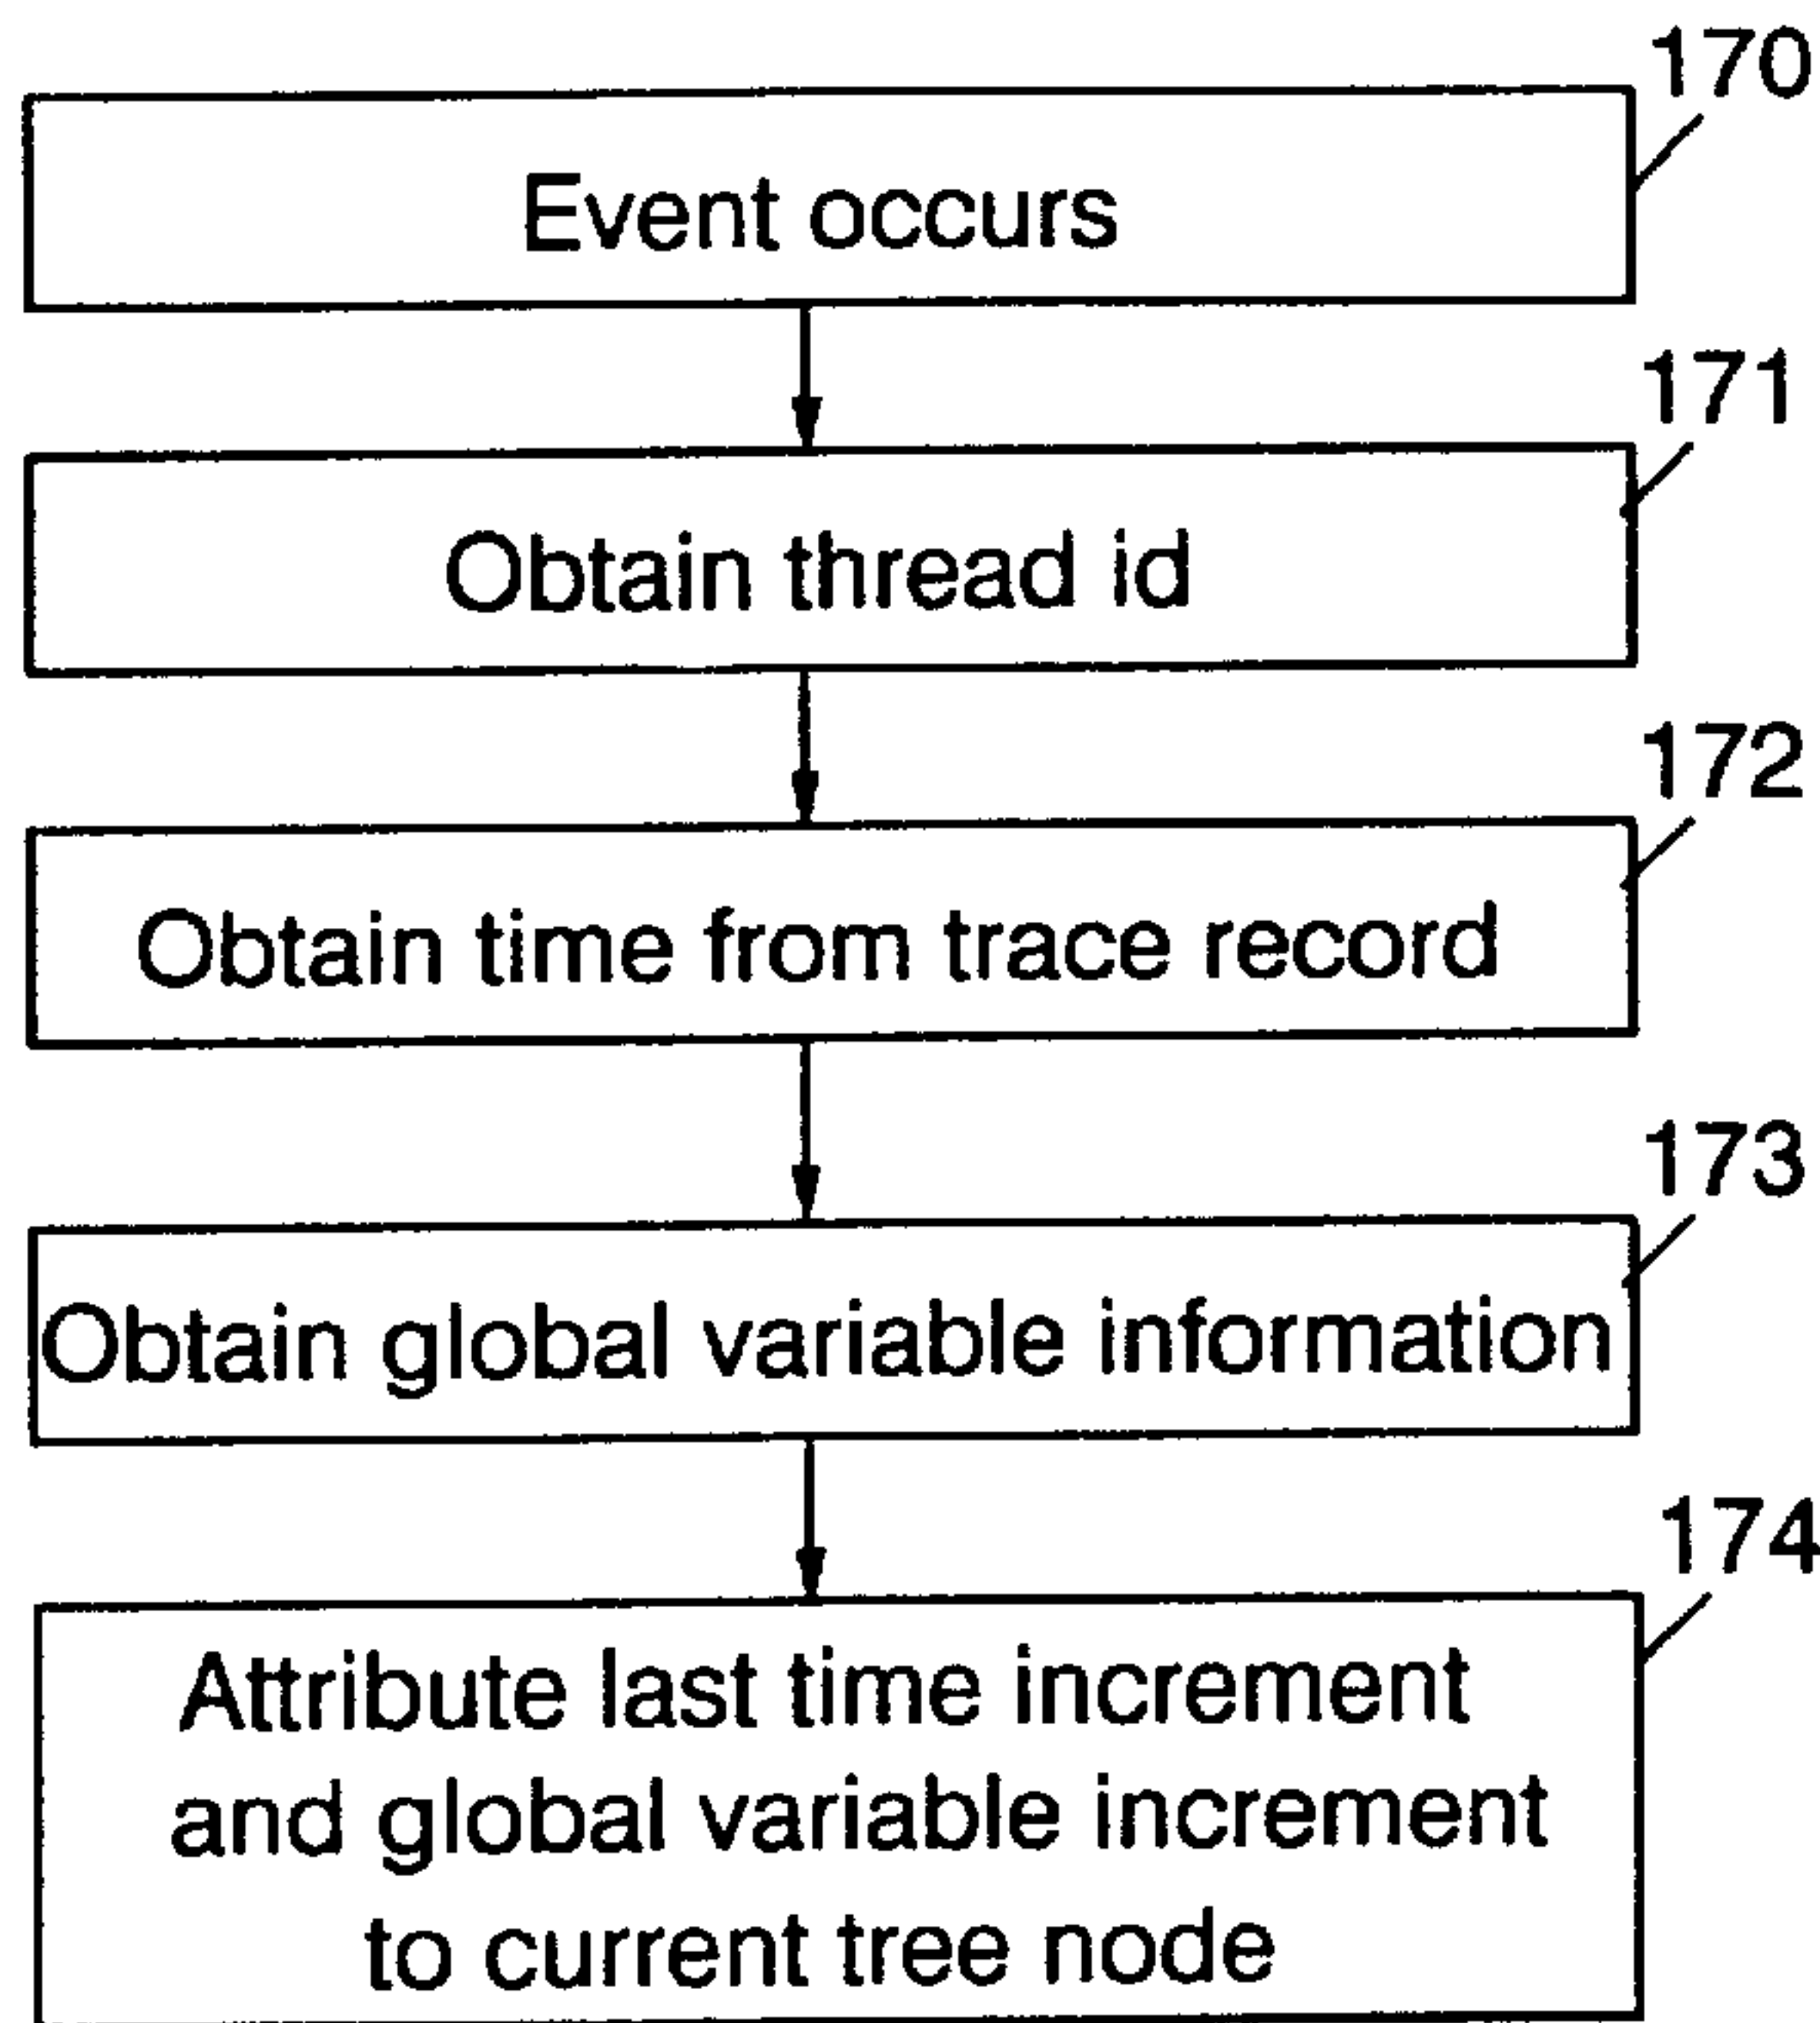 170
Event occurs
171
Obtain thread id
172
Obtain time from trace record
173
Obtain global variable information
174
Attribute last time increment
and global variable increment
to current tree node